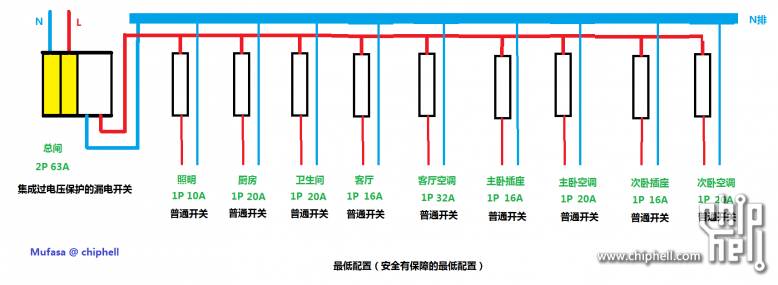 N L
N排
总闸
2P 63A
集成过电压保护的漏电开关
照明 厨房 卫生间 客厅 客厅空调 主卧插座 主卧空调 次卧插座 次卧空调
1P 10A 1P 20A 1P 20A 1P 16A 1P 32A 1P 16A 1P 20A 1P 16A 1P 20A
普通开关 普通开关 普通开关 普通开关 普通开关 普通开关 普通开关 普通开关 普通开关
Mufasa @ chiphell
最低配置（安全有保障的最低配置）
chip hell
www.chiphell.com